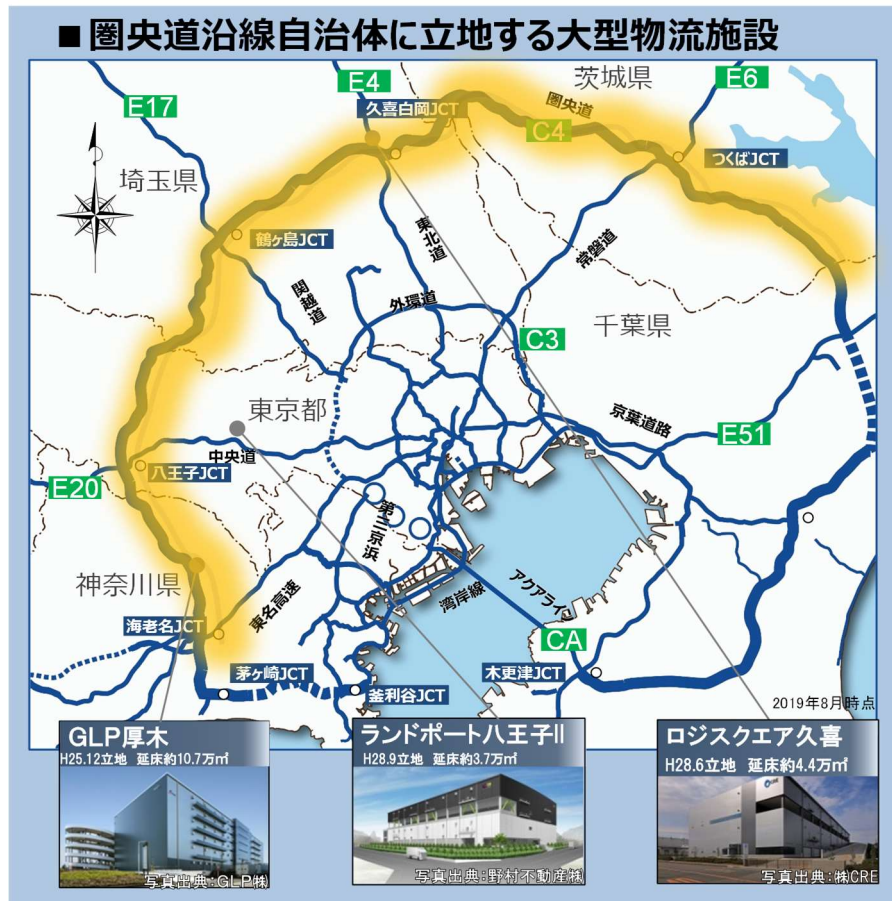 ■圏央道沿線自治体に立地する大型物流施設
E17
E4
茨城県
E6
久喜白岡JCT
圏央道
C4
つくばJCT
埼玉県
鶴ヶ島JCT
東北道
常磐道
関越道
外環道
千葉県
C3
東京都
京葉道路
E51
中央道
八王子JCT
E20
第三京浜
神奈川県
アクアライン
湾岸線
東名高速
海老名JCT
CA
茅ヶ崎JCT
釜利谷JCT
木更津JCT
2019年8月時点
GLP厚木
H25.12立地 延床約10.7万㎡
写真出典:GLP㈱
ランドポート八王子Ⅱ
H28.9立地 延床約3.7万㎡
写真出典:野村不動産㈱
ロジスクエア久喜
H28.6立地 延床約4.4万㎡
写真出典:㈱CRE